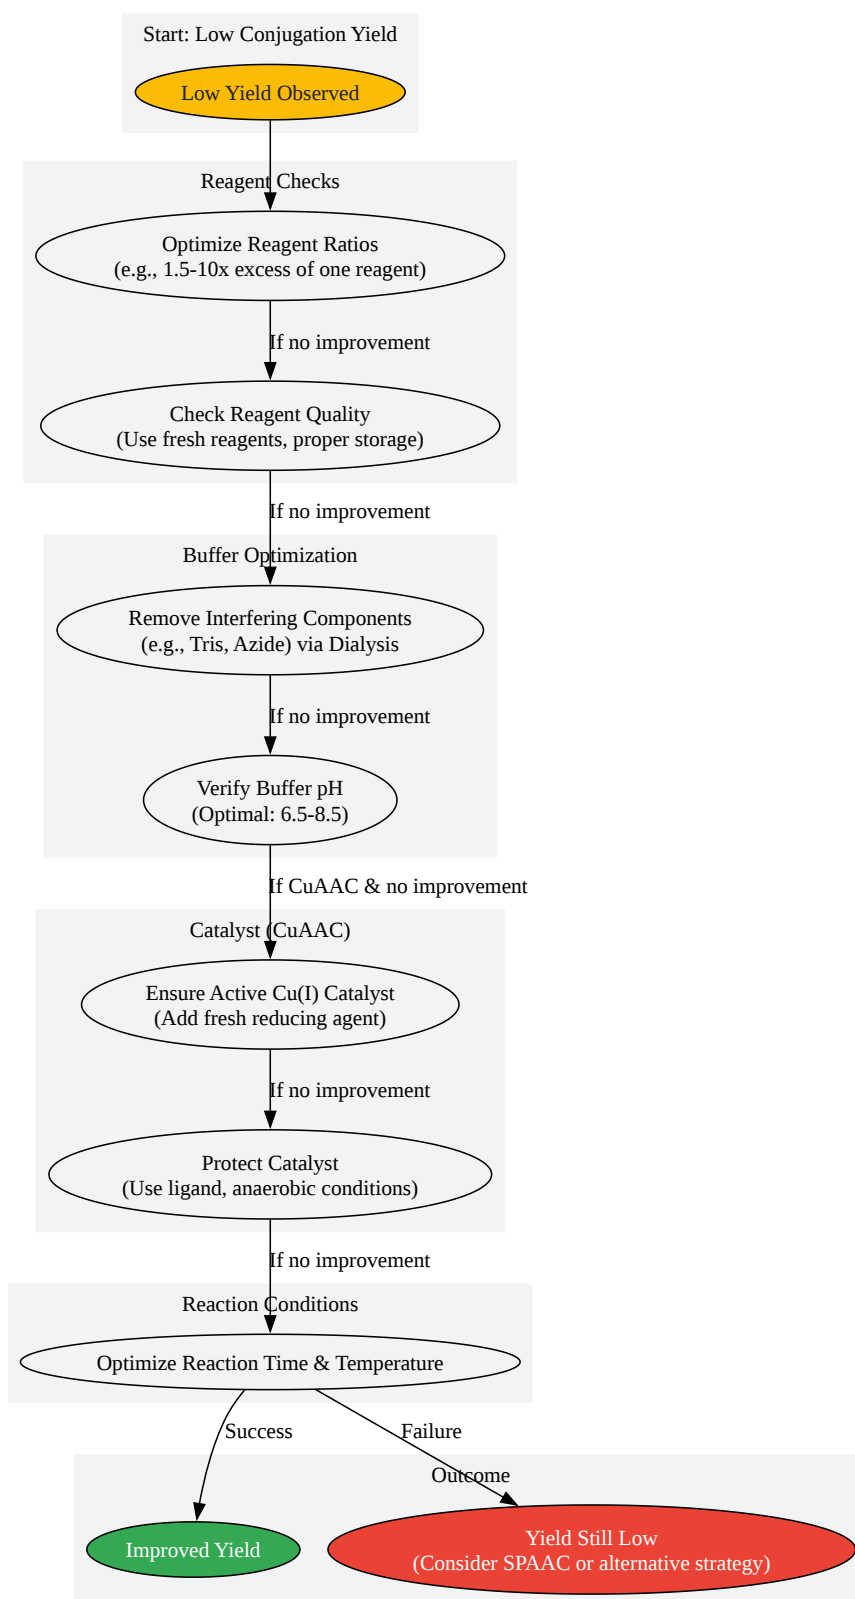 Start: Low Conjugation Yield
Low Yield Observed
Reagent Checks
Optimize Reagent Ratios
(e.g., 1.5-10x excess of one reagent)
If no improvement
Check Reagent Quality
(Use fresh reagents, proper storage)
If no improvement
Buffer Optimization
Remove Interfering Components
(e.g., Tris, Azide) via Dialysis
If no improvement
Verify Buffer pH
(Optimal: 6.5-8.5)
If CuAAC & no improvement
Catalyst (CuAAC)
Ensure Active Cu(I) Catalyst
(Add fresh reducing agent)
If no improvement
Protect Catalyst
(Use ligand, anaerobic conditions)
If no improvement
Reaction Conditions
Optimize Reaction Time & Temperature
Success
Failure
Outcome
Improved Yield
Yield Still Low
(Consider SPAAC or alternative strategy)